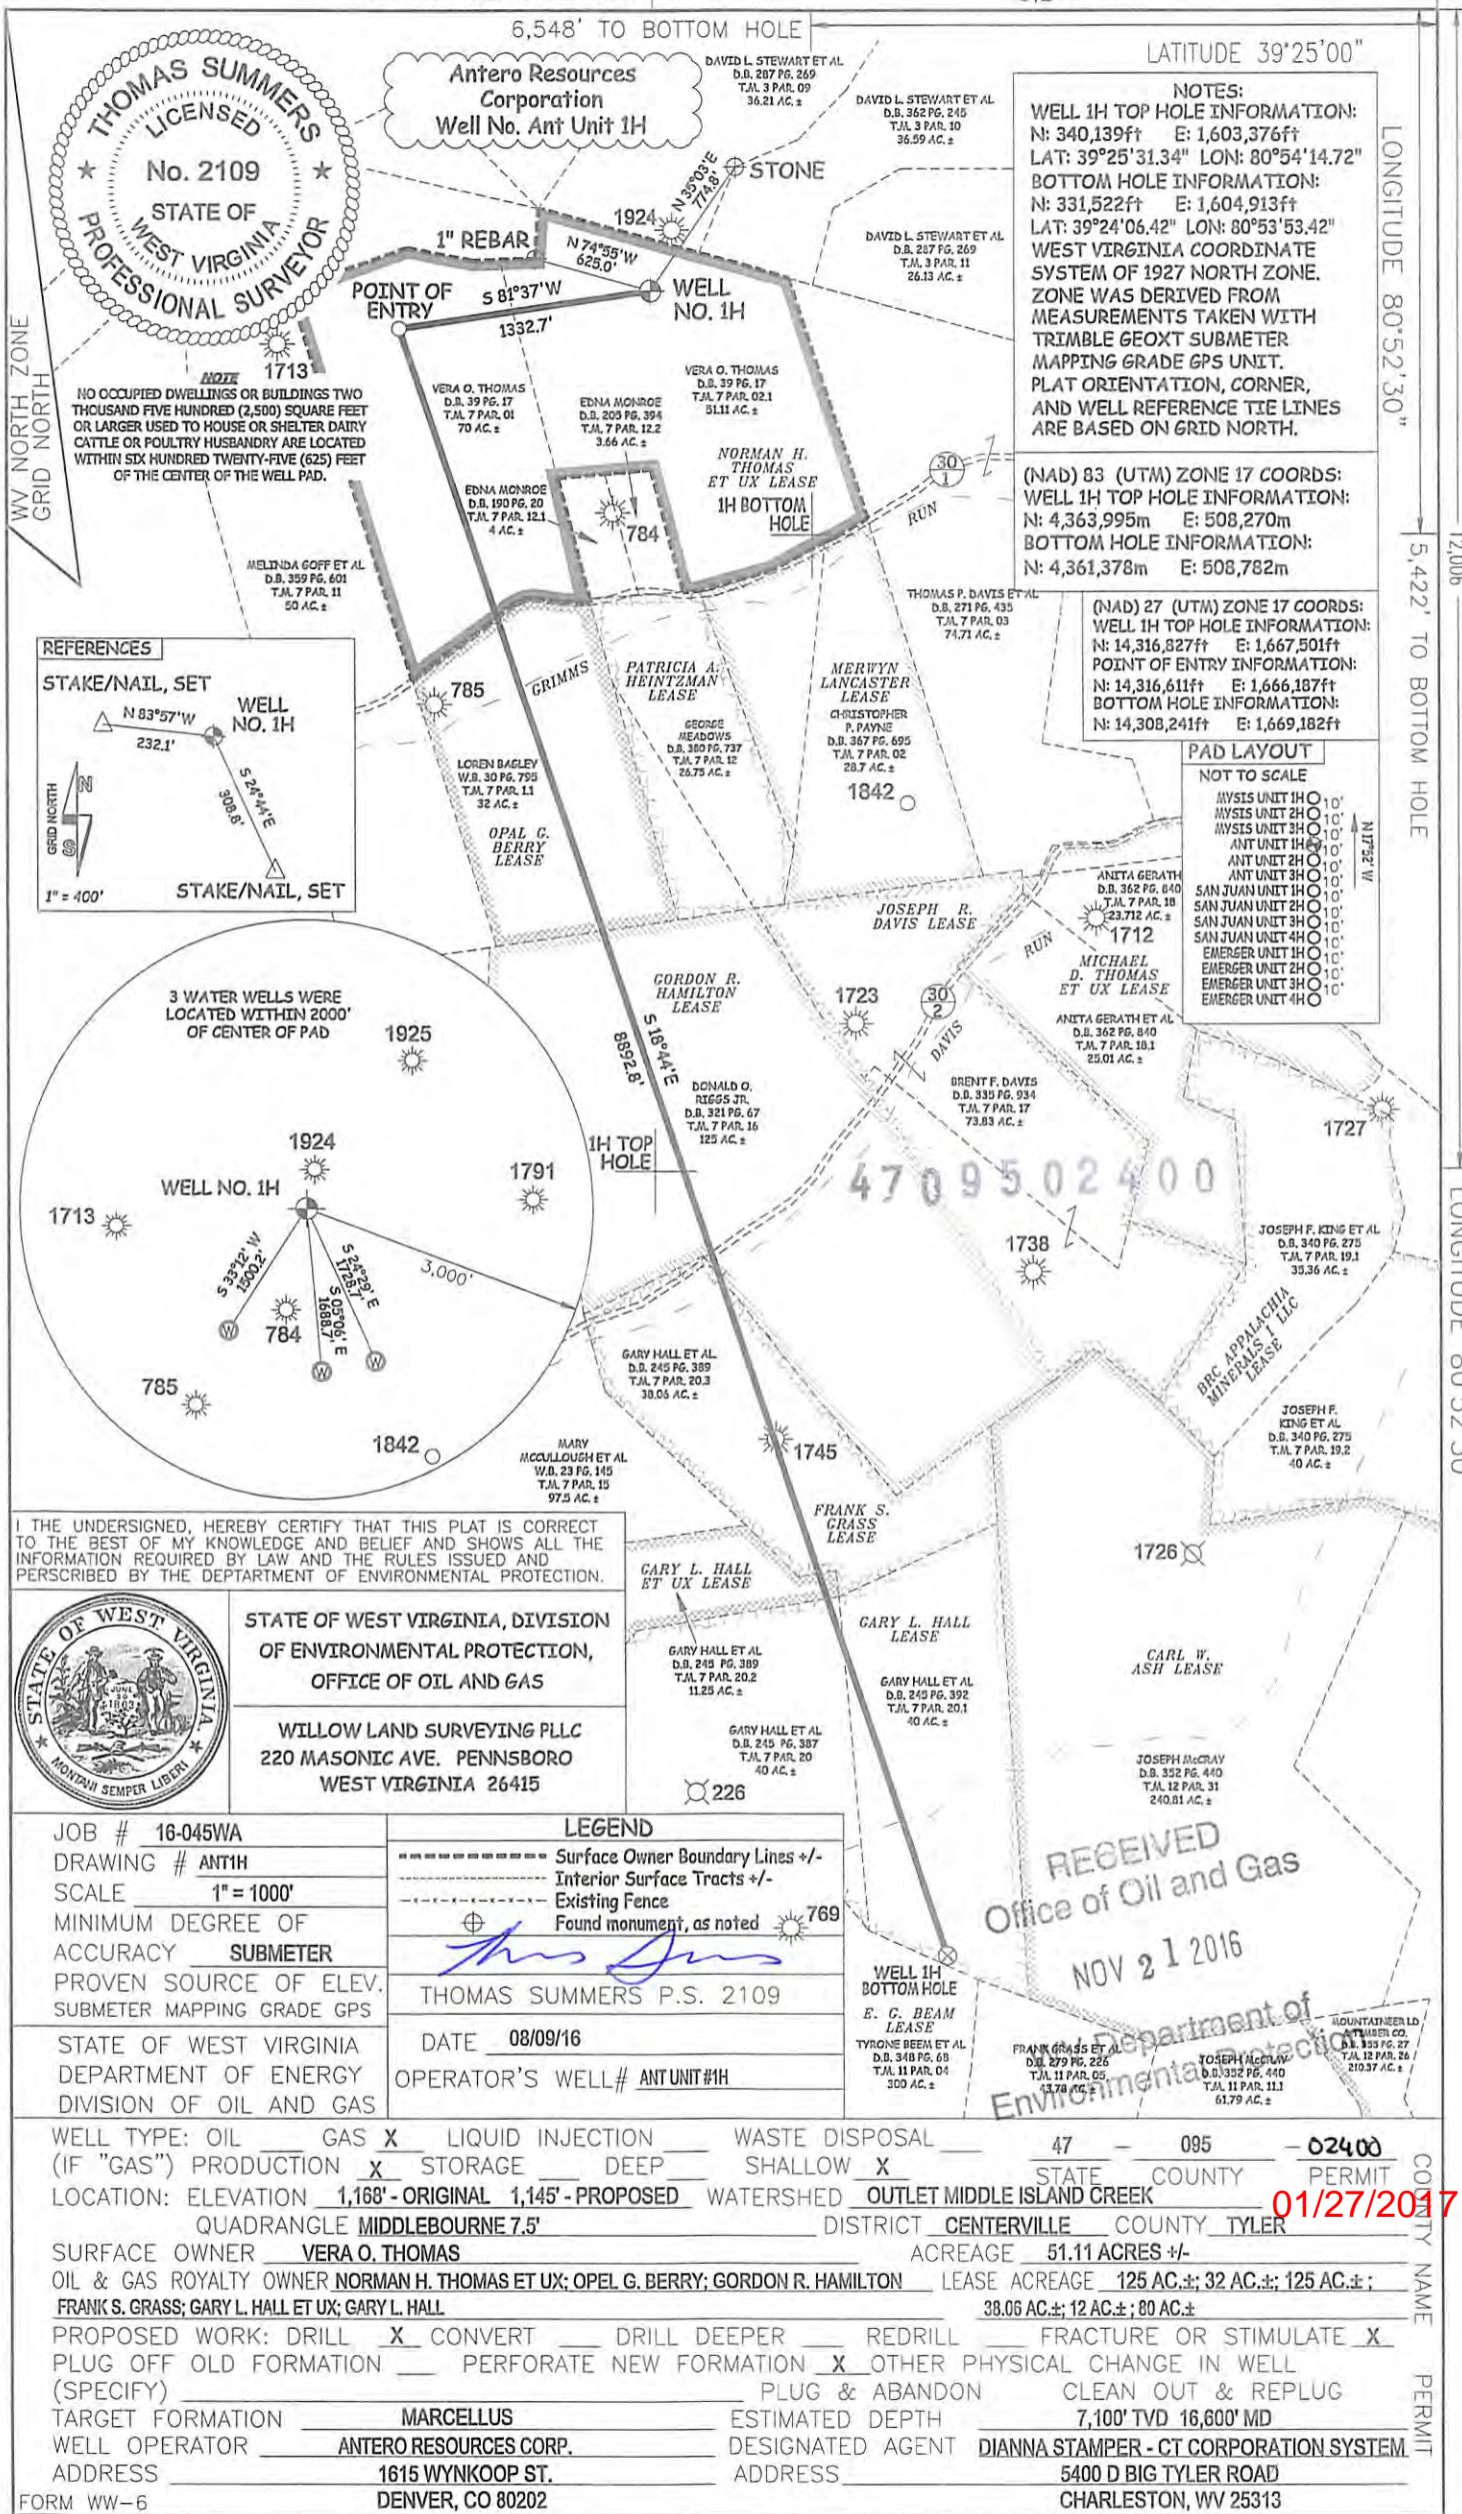 6,548' TO BOTTOM HOLE
LATITUDE 39°25'00"
LONGITUDE 80°52'30"
5,422' TO BOTTOM HOLE
12,006
WV NORTH ZONE
GRID NORTH
THOMAS SUMMERS
LICENSED
No. 2109
STATE OF
WEST VIRGINIA
PROFESSIONAL SURVEYOR
Antero Resources
Corporation
Well No. Ant Unit 1H
DAVID L. STEWART ET AL
D.B. 287 PG. 269
T.M. 3 PAR. 09
36.21 AC. ±
DAVID L. STEWART ET AL
D.B. 362 PG. 245
T.M. 3 PAR. 10
36.59 AC. ±
DAVID L. STEWART ET AL
D.B. 287 PG. 269
T.M. 3 PAR. 11
26.13 AC. ±
STONE
N 35°03'E
774.8'
1924
1" REBAR
N 74°55'W
625.0'
POINT OF
ENTRY
S 81°37'W
1332.7'
WELL
NO. 1H
1713
NOTE
NO OCCUPIED DWELLINGS OR BUILDINGS TWO
THOUSAND FIVE HUNDRED (2,500) SQUARE FEET
OR LARGER USED TO HOUSE OR SHELTER DAIRY
CATTLE OR POULTRY HUSBANDRY ARE LOCATED
WITHIN SIX HUNDRED TWENTY-FIVE (625) FEET
OF THE CENTER OF THE WELL PAD.
NOTES:
WELL 1H TOP HOLE INFORMATION:
N: 340,139ft E: 1,603,376ft
LAT: 39°25'31.34" LON: 80°54'14.72"
BOTTOM HOLE INFORMATION:
N: 331,522ft E: 1,604,913ft
LAT: 39°24'06.42" LON: 80°53'53.42"
WEST VIRGINIA COORDINATE
SYSTEM OF 1927 NORTH ZONE.
ZONE WAS DERIVED FROM
MEASUREMENTS TAKEN WITH
TRIMBLE GEOXT SUBMETER
MAPPING GRADE GPS UNIT.
PLAT ORIENTATION, CORNER,
AND WELL REFERENCE TIE LINES
ARE BASED ON GRID NORTH.
(NAD) 83 (UTM) ZONE 17 COORDS:
WELL 1H TOP HOLE INFORMATION:
N: 4,363,995m E: 508,270m
BOTTOM HOLE INFORMATION:
N: 4,361,378m E: 508,782m
(NAD) 27 (UTM) ZONE 17 COORDS:
WELL 1H TOP HOLE INFORMATION:
N: 14,316,827ft E: 1,667,501ft
POINT OF ENTRY INFORMATION:
N: 14,316,611ft E: 1,666,187ft
BOTTOM HOLE INFORMATION:
N: 14,308,241ft E: 1,669,182ft
PAD LAYOUT
NOT TO SCALE
MYSIS UNIT 1H 10'
MYSIS UNIT 2H 10'
MYSIS UNIT 3H 10'
ANT UNIT 1H 10'
ANT UNIT 2H 10'
ANT UNIT 3H 10'
SAN JUAN UNIT 1H 10'
SAN JUAN UNIT 2H 10'
SAN JUAN UNIT 3H 10'
SAN JUAN UNIT 4H 10'
EMERGER UNIT 1H 10'
EMERGER UNIT 2H 10'
EMERGER UNIT 3H 10'
EMERGER UNIT 4H
N 17°52' W
VERA O. THOMAS
D.B. 39 PG. 17
T.M. 7 PAR. 01
70 AC. ±
EDNA MONROE
D.B. 205 PG. 394
T.M. 7 PAR. 12.2
3.66 AC. ±
VERA O. THOMAS
D.B. 39 PG. 17
T.M. 7 PAR. 02.1
51.11 AC. ±
NORMAN H.
THOMAS
ET UX LEASE
1H BOTTOM
HOLE
30
1
RUN
EDNA MONROE
D.B. 190 PG. 20
T.M. 7 PAR. 12.1
4 AC. ±
784
MELINDA GOFF ET AL
D.B. 359 PG. 601
T.M. 7 PAR. 11
50 AC. ±
THOMAS P. DAVIS ET AL
D.B. 271 PG. 435
T.M. 7 PAR. 03
74.71 AC. ±
REFERENCES
STAKE/NAIL, SET
N 83°57'W
232.1'
WELL
NO. 1H
S 24°44'E
308.8'
GRID NORTH
N
S
1" = 400'
STAKE/NAIL, SET
785
GRIMMS
PATRICIA A.
HEINTZMAN
LEASE
GEORGE
MEADOWS
D.B. 380 PG. 737
T.M. 7 PAR. 12
26.75 AC. ±
MERWYN
LANCASTER
LEASE
CHRISTOPHER
P. PAYNE
D.B. 367 PG. 695
T.M. 7 PAR. 02
28.7 AC. ±
1842
LOREN BAGLEY
W.B. 30 PG. 795
T.M. 7 PAR. 1.1
32 AC. ±
OPAL G.
BERRY
LEASE
ANITA GERATH
D.B. 362 PG. 840
T.M. 7 PAR. 18
23.712 AC. ±
1712
JOSEPH R.
DAVIS LEASE
RUN
MICHAEL
D. THOMAS
ET UX LEASE
ANITA GERATH ET AL
D.B. 362 PG. 840
T.M. 7 PAR. 18.1
25.01 AC. ±
GORDON R.
HAMILTON
LEASE
1723
30
2
DAVIS
S 18°44'E
8892.8'
DONALD O.
RIGGS JR.
D.B. 321 PG. 67
T.M. 7 PAR. 16
125 AC. ±
BRENT F. DAVIS
D.B. 335 PG. 934
T.M. 7 PAR. 17
73.83 AC. ±
1727
1H TOP
HOLE
4709502400
3 WATER WELLS WERE
LOCATED WITHIN 2000'
OF CENTER OF PAD
1925
1924
WELL NO. 1H
1791
1713
3,000'
S 33°12' W
1500.2'
S 24°29' E
1728.7'
S 05°06' E
1688.7'
784
W
W
W
785
1842
1738
JOSEPH F. KING ET AL
D.B. 340 PG. 275
T.M. 7 PAR. 19.1
35.36 AC. ±
BRC APPALACHIA
MINERALS I LLC
LEASE
JOSEPH F.
KING ET AL
D.B. 340 PG. 275
T.M. 7 PAR. 19.2
40 AC. ±
GARY HALL ET AL
D.B. 245 PG. 389
T.M. 7 PAR. 20.3
38.06 AC. ±
1745
MARY
MCCULLOUGH ET AL
W.B. 23 PG. 145
T.M. 7 PAR. 15
97.5 AC. ±
FRANK S.
GRASS
LEASE
1726
GARY L. HALL
ET UX LEASE
GARY HALL ET AL
D.B. 245 PG. 389
T.M. 7 PAR. 20.2
11.25 AC. ±
GARY L. HALL
LEASE
GARY HALL ET AL
D.B. 245 PG. 392
T.M. 7 PAR. 20.1
40 AC. ±
CARL W.
ASH LEASE
GARY HALL ET AL
D.B. 245 PG. 387
T.M. 7 PAR. 20
40 AC. ±
226
JOSEPH McCRAY
D.B. 352 PG. 440
T.M. 12 PAR. 31
240.81 AC. ±
I THE UNDERSIGNED, HEREBY CERTIFY THAT THIS PLAT IS CORRECT
TO THE BEST OF MY KNOWLEDGE AND BELIEF AND SHOWS ALL THE
INFORMATION REQUIRED BY LAW AND THE RULES ISSUED AND
PERSCRIBED BY THE DEPTARTMENT OF ENVIRONMENTAL PROTECTION.
STATE OF WEST VIRGINIA
JUNE
20
1863
MONTANI SEMPER LIBERI
STATE OF WEST VIRGINIA, DIVISION
OF ENVIRONMENTAL PROTECTION,
OFFICE OF OIL AND GAS
WILLOW LAND SURVEYING PLLC
220 MASONIC AVE. PENNSBORO
WEST VIRGINIA 26415
JOB # 16-045WA
DRAWING # ANT1H
SCALE 1" = 1000'
MINIMUM DEGREE OF
ACCURACY SUBMETER
PROVEN SOURCE OF ELEV.
SUBMETER MAPPING GRADE GPS
STATE OF WEST VIRGINIA
DEPARTMENT OF ENERGY
DIVISION OF OIL AND GAS
LEGEND
Surface Owner Boundary Lines +/-
Interior Surface Tracts +/-
Existing Fence
Found monument, as noted
769
THOMAS SUMMERS P.S. 2109
DATE 08/09/16
OPERATOR'S WELL# ANT UNIT #1H
WELL 1H
BOTTOM HOLE
E. G. BEAM
LEASE
TYRONE BEEM ET AL
D.B. 348 PG. 68
T.M. 11 PAR. 04
300 AC. ±
FRANK GRASS ET AL
D.B. 279 PG. 226
T.M. 11 PAR. 05
43.78 AC. ±
JOSEPH McCRAY
D.B. 352 PG. 440
T.M. 11 PAR. 11.1
61.79 AC. ±
MOUNTAINEER LD
& TIMBER CO.
D.B. 355 PG. 27
T.M. 12 PAR. 26
210.37 AC. ±
RECEIVED
Office of Oil and Gas
NOV 21 2016
Department of
Environmental Protection
WELL TYPE: OIL GAS X LIQUID INJECTION WASTE DISPOSAL
(IF "GAS") PRODUCTION X STORAGE DEEP SHALLOW X
47 - 095 - 02400
STATE COUNTY PERMIT
LOCATION: ELEVATION 1,168' - ORIGINAL 1,145' - PROPOSED WATERSHED OUTLET MIDDLE ISLAND CREEK
01/27/2017
QUADRANGLE MIDDLEBOURNE 7.5' DISTRICT CENTERVILLE COUNTY TYLER
SURFACE OWNER VERA O. THOMAS ACREAGE 51.11 ACRES +/-
OIL & GAS ROYALTY OWNER NORMAN H. THOMAS ET UX; OPEL G. BERRY; GORDON R. HAMILTON LEASE ACREAGE 125 AC.±; 32 AC.±; 125 AC.±;
FRANK S. GRASS; GARY L. HALL ET UX; GARY L. HALL 38.06 AC.±; 12 AC.±; 80 AC.±
PROPOSED WORK: DRILL X CONVERT DRILL DEEPER REDRILL FRACTURE OR STIMULATE X
PLUG OFF OLD FORMATION PERFORATE NEW FORMATION X OTHER PHYSICAL CHANGE IN WELL
(SPECIFY) PLUG & ABANDON CLEAN OUT & REPLUG
TARGET FORMATION MARCELLUS ESTIMATED DEPTH 7,100' TVD 16,600' MD
WELL OPERATOR ANTERO RESOURCES CORP. DESIGNATED AGENT DIANNA STAMPER - CT CORPORATION SYSTEM
ADDRESS 1615 WYNKOOP ST. ADDRESS 5400 D BIG TYLER ROAD
FORM WW-6 DENVER, CO 80202 CHARLESTON, WV 25313
COUNTY NAME
PERMIT